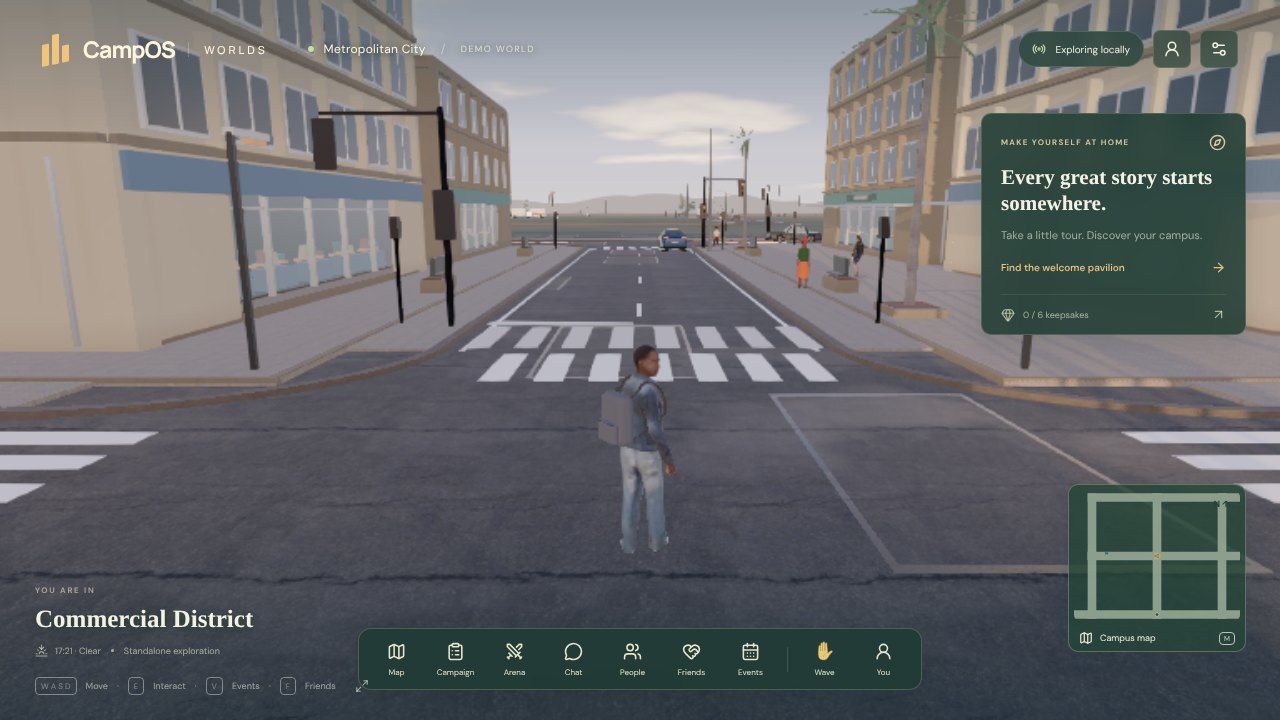 CampOS
WORLDS
Metropolitan City / DEMO WORLD
Exploring locally
MAKE YOURSELF AT HOME
Every great story starts
somewhere.
Take a little tour. Discover your campus.
Find the welcome pavilion
0 / 6 keepsakes
YOU ARE IN
Commercial District
17:21 · Clear • Standalone exploration
WASD Move · E Interact · V Events · F Friends
Map
Campaign
Arena
Chat
People
Friends
Events
Wave
You
Campus map
M